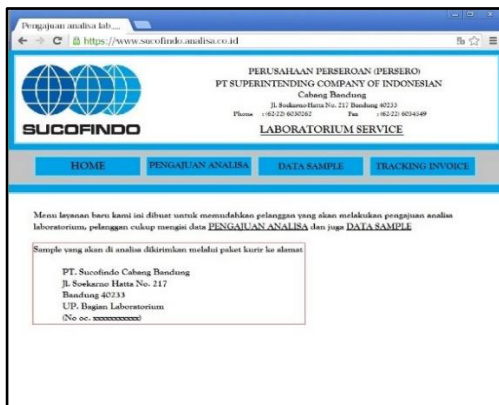 Pengajuan analisa lab
https://www.sucofindo.analisa.co.id
PERUSAHAAN PERSEROAN (PERSERO)
PT SUPERINTENDING COMPANY OF INDONESIAN
Cabang Bandung
Jl. Soekarno Hatta No. 217 Bandung 40233
Phone : (62-22) 6030262 Fax : (62-22) 6034349
LABORATORIUM SERVICE
SUCOFINDO
HOME PENGAJUAN ANALISA DATA SAMPLE TRACKING INVOICE
Menu layanan baru kami ini dibuat untuk memudahkan pelanggan yang akan melakukan pengajuan analisa
laboratorium, pelanggan cukup mengisi data PENGAJUAN ANALISA dan juga DATA SAMPLE
Sample yang akan di analisa dikirimkan melalui paket kurir ke alamat
PT. Sucofindo Cabang Bandung
Jl. Soekarno Hatta No. 217
Bandung 40233
UP. Bagian Laboratorium
(No oc. xxxxxxxxxxx)